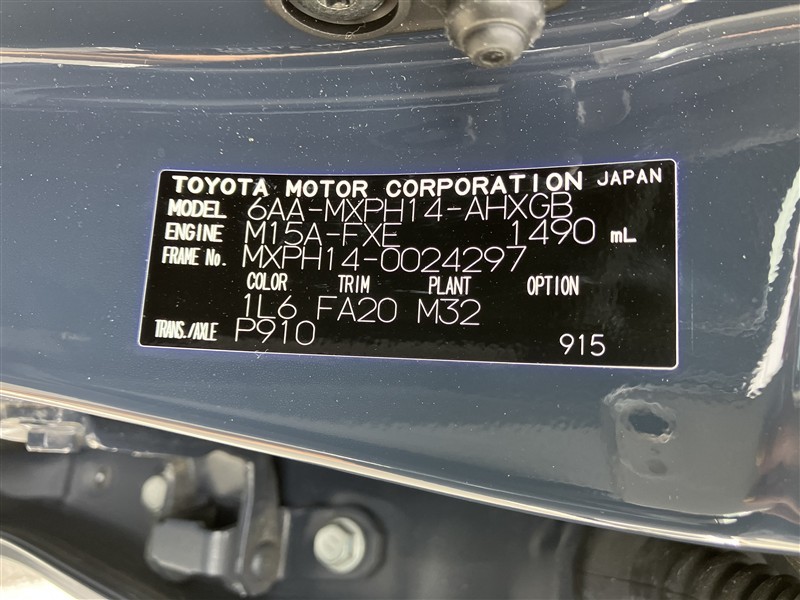 TOYOTA MOTOR CORPORATION JAPAN
MODEL 6AA-MXPH14-AHXGB
ENGINE M15A-FXE 1490 mL
FRAME No. MXPH14-0024297
COLOR TRIM PLANT OPTION
1L6 FA20 M32
TRANS./AXLE P910 915